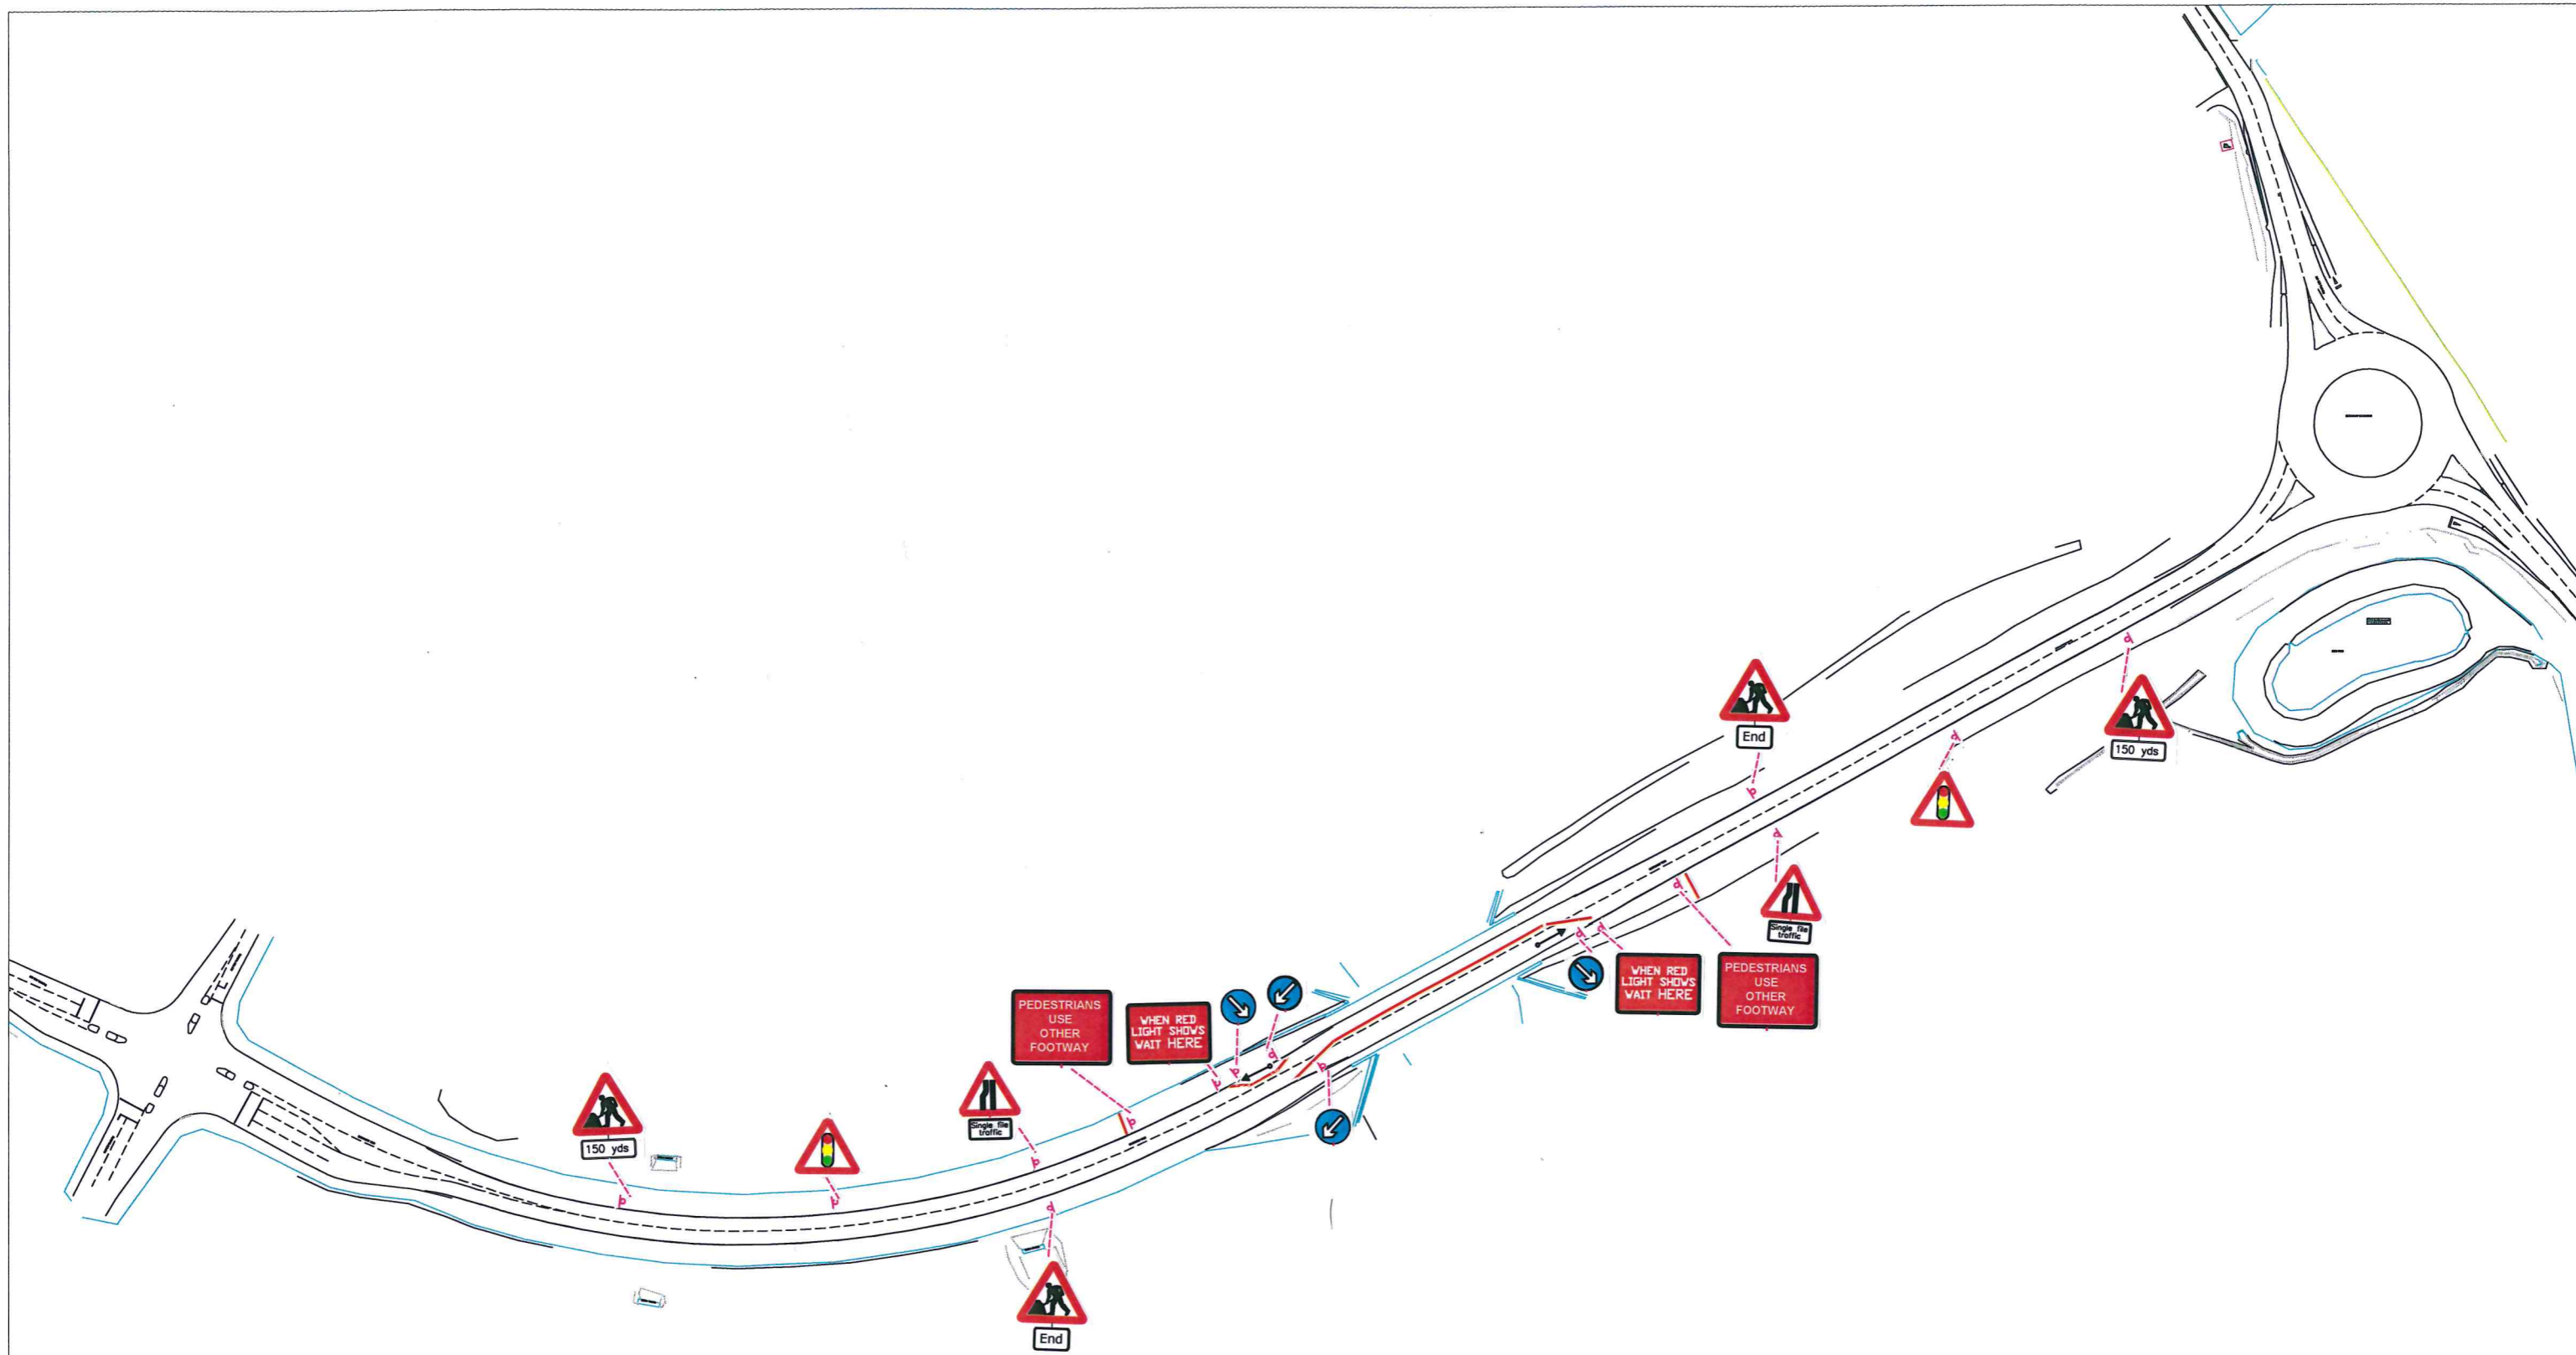 End
150 yds
Single file
traffic
WHEN RED
LIGHT SHOWS
WAIT HERE
PEDESTRIANS
USE
OTHER
FOOTWAY
PEDESTRIANS
USE
OTHER
FOOTWAY
WHEN RED
LIGHT SHOWS
WAIT HERE
Single file
traffic
150 yds
End